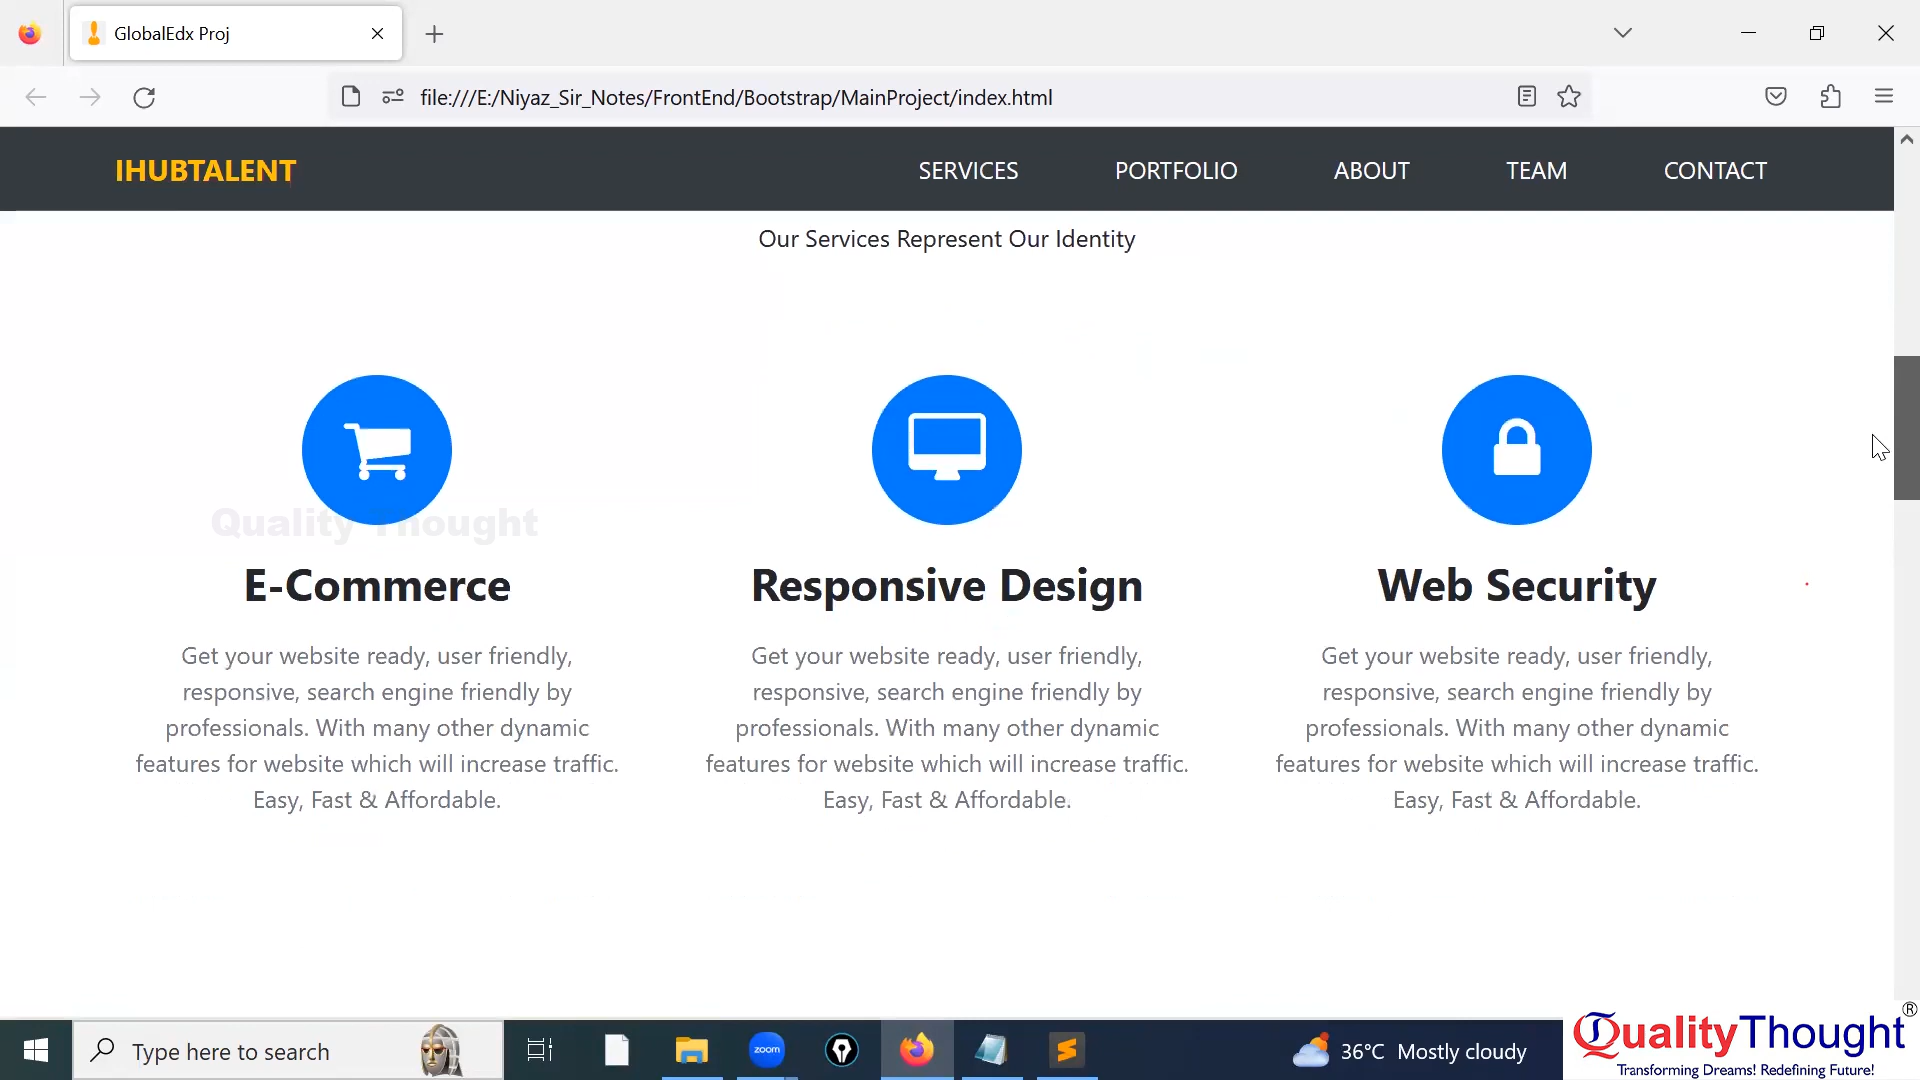 GlobalEdx Proj
file:///E:/Niyaz_Sir_Notes/FrontEnd/Bootstrap/MainProject/index.html
IHUBTALENT SERVICES PORTFOLIO ABOUT TEAM CONTACT
Our Services Represent Our Identity
Quality Thought
E-Commerce
Get your website ready, user friendly,
responsive, search engine friendly by
professionals. With many other dynamic
features for website which will increase traffic.
Easy, Fast & Affordable.
Responsive Design
Get your website ready, user friendly,
responsive, search engine friendly by
professionals. With many other dynamic
features for website which will increase traffic.
Easy, Fast & Affordable.
Web Security
Get your website ready, user friendly,
responsive, search engine friendly by
professionals. With many other dynamic
features for website which will increase traffic.
Easy, Fast & Affordable.
Type here to search
zoom
36°C Mostly cloudy
QualityThought ®
Transforming Dreams! Redefining Future!